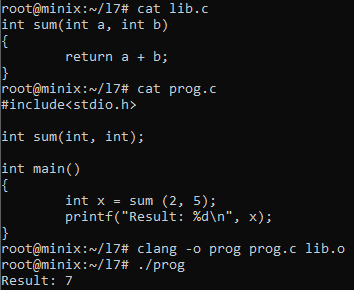 root@minix:~/l7# cat lib.c
int sum(int a, int b)
{
        return a + b;
}
root@minix:~/l7# cat prog.c
#include<stdio.h>

int sum(int, int);

int main()
{
        int x = sum (2, 5);
        printf("Result: %d\n", x);
}
root@minix:~/l7# clang -o prog prog.c lib.o
root@minix:~/l7# ./prog
Result: 7